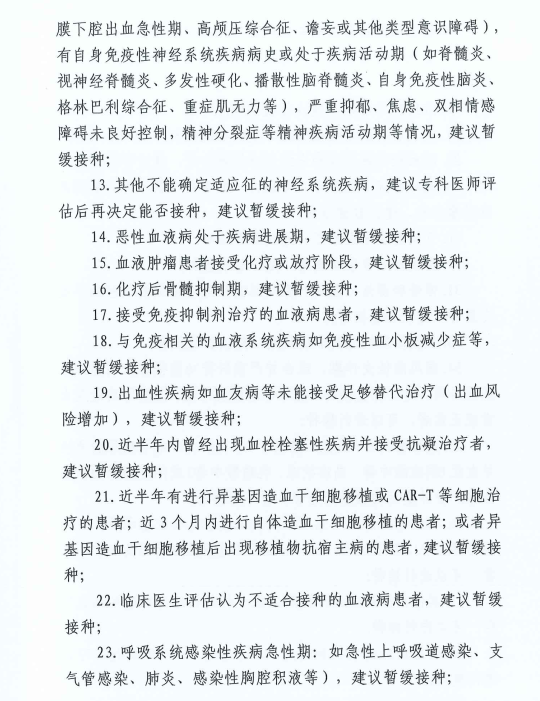 膜下腔出血急性期、高颅压综合征、谵妄或其他类型意识障碍），
有自身免疫性神经系统疾病病史或处于疾病活动期（如脊髓炎、
视神经脊髓炎、多发性硬化、播散性脑脊髓炎、自身免疫性脑炎、
格林巴利综合征、重症肌无力等），严重抑郁、焦虑、双相情感
障碍未良好控制，精神分裂症等精神疾病活动期等情况，建议暂
缓接种；
13.其他不能确定适应征的神经系统疾病，建议专科医师评
估后再决定能否接种，建议暂缓接种；
14.恶性血液病处于疾病进展期，建议暂缓接种；
15.血液肿瘤患者接受化疗或放疗阶段，建议暂缓接种；
16.化疗后骨髓抑制期，建议暂缓接种；
17.接受免疫抑制剂治疗的血液病患者，建议暂缓接种；
18.与免疫相关的血液系统疾病如免疫性血小板减少症等，
建议暂缓接种；
19.出血性疾病如血友病等未能接受足够替代治疗（出血风
险增加），建议暂缓接种；
20.近半年内曾经出现血栓栓塞性疾病并接受抗凝治疗者，
建议暂缓接种；
21.近半年有进行异基因造血干细胞移植或 CAR-T 等细胞治
疗的患者；近 3 个月内进行自体造血干细胞移植的患者；或者异
基因造血干细胞移植后出现移植物抗宿主病的患者，建议暂缓接
种；
22.临床医生评估认为不适合接种的血液病患者，建议暂缓
接种；
23.呼吸系统感染性疾病急性期：如急性上呼吸道感染、支
气管感染、肺炎、感染性胸腔积液等），建议暂缓接种；